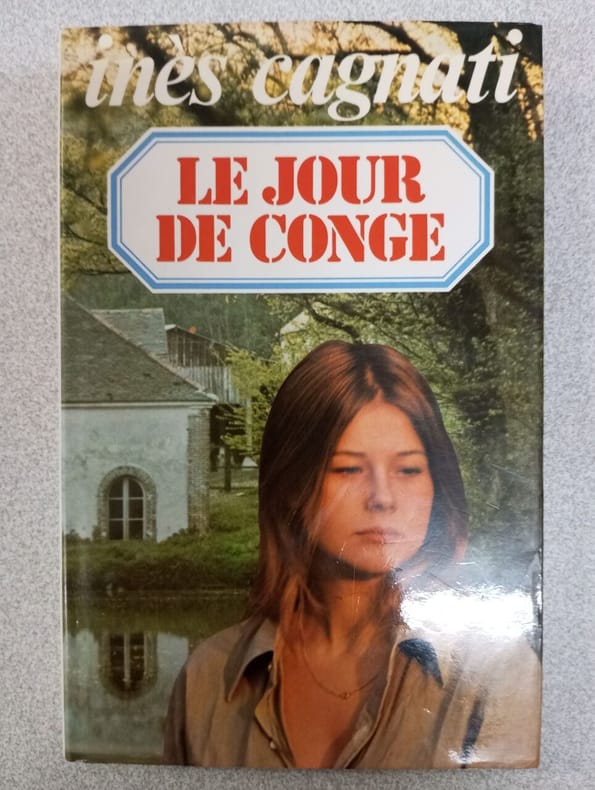 inès cagnati
LE JOUR
DE CONGE